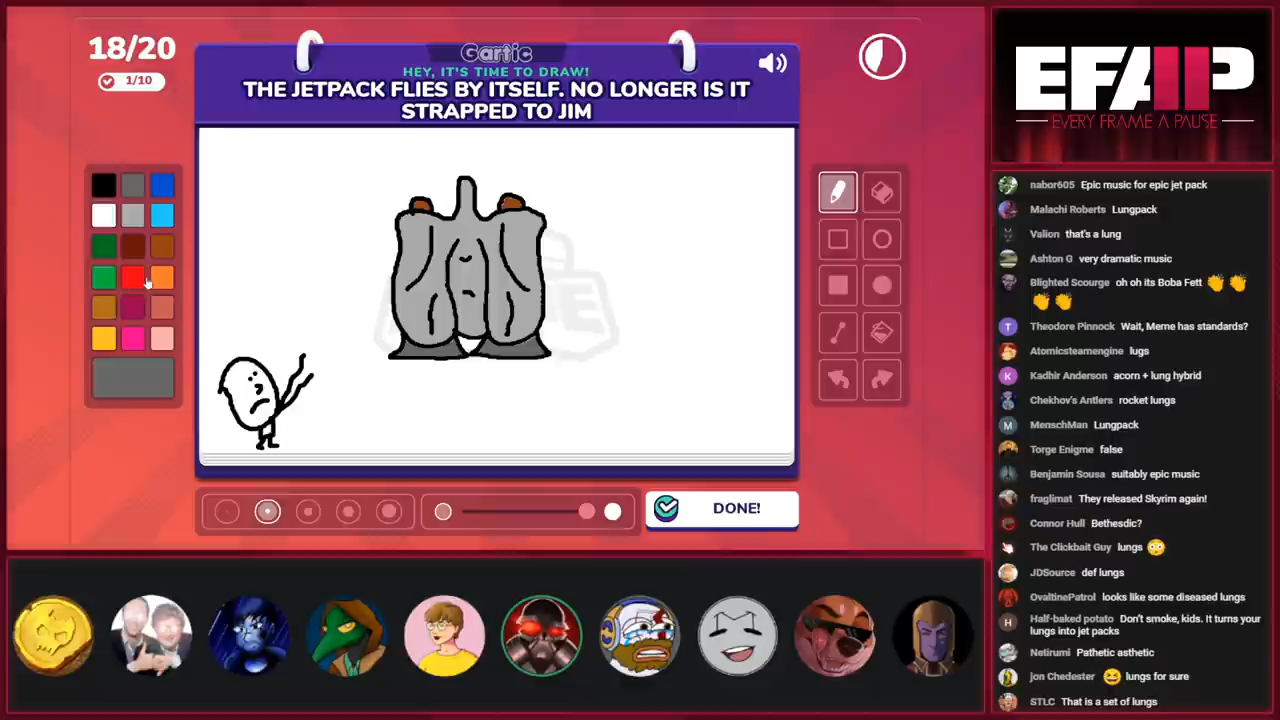 18/20
1/10
Gartic
HEY, IT'S TIME TO DRAW!
THE JETPACK FLIES BY ITSELF. NO LONGER IS IT
STRAPPED TO JIM
DONE!
EFAP
EVERY FRAME A PAUSE
nabor605 Epic music for epic jet pack
Malachi Roberts Lungpack
Valion that's a lung
Ashton G very dramatic music
Blighted Scourge oh oh its Boba Fett 👏 👏
👏 👏
Theodore Pinnock Wait, Meme has standards?
Atomicsteamengine lugs
Kadhir Anderson acorn + lung hybrid
Chekhov's Antlers rocket lungs
MenschMan Lungpack
Torge Enigme false
Benjamin Sousa suitably epic music
fraglimat They released Skyrim again!
Connor Hull Bethesdic?
The Clickbait Guy lungs 😳
JDSource def lungs
OvaltinePatrol looks like some diseased lungs
Half-baked potato Don't smoke, kids. It turns your
lungs into jet packs
Netirumi Pathetic asthetic
jon Chedester 😆 lungs for sure
STLC That is a set of lungs